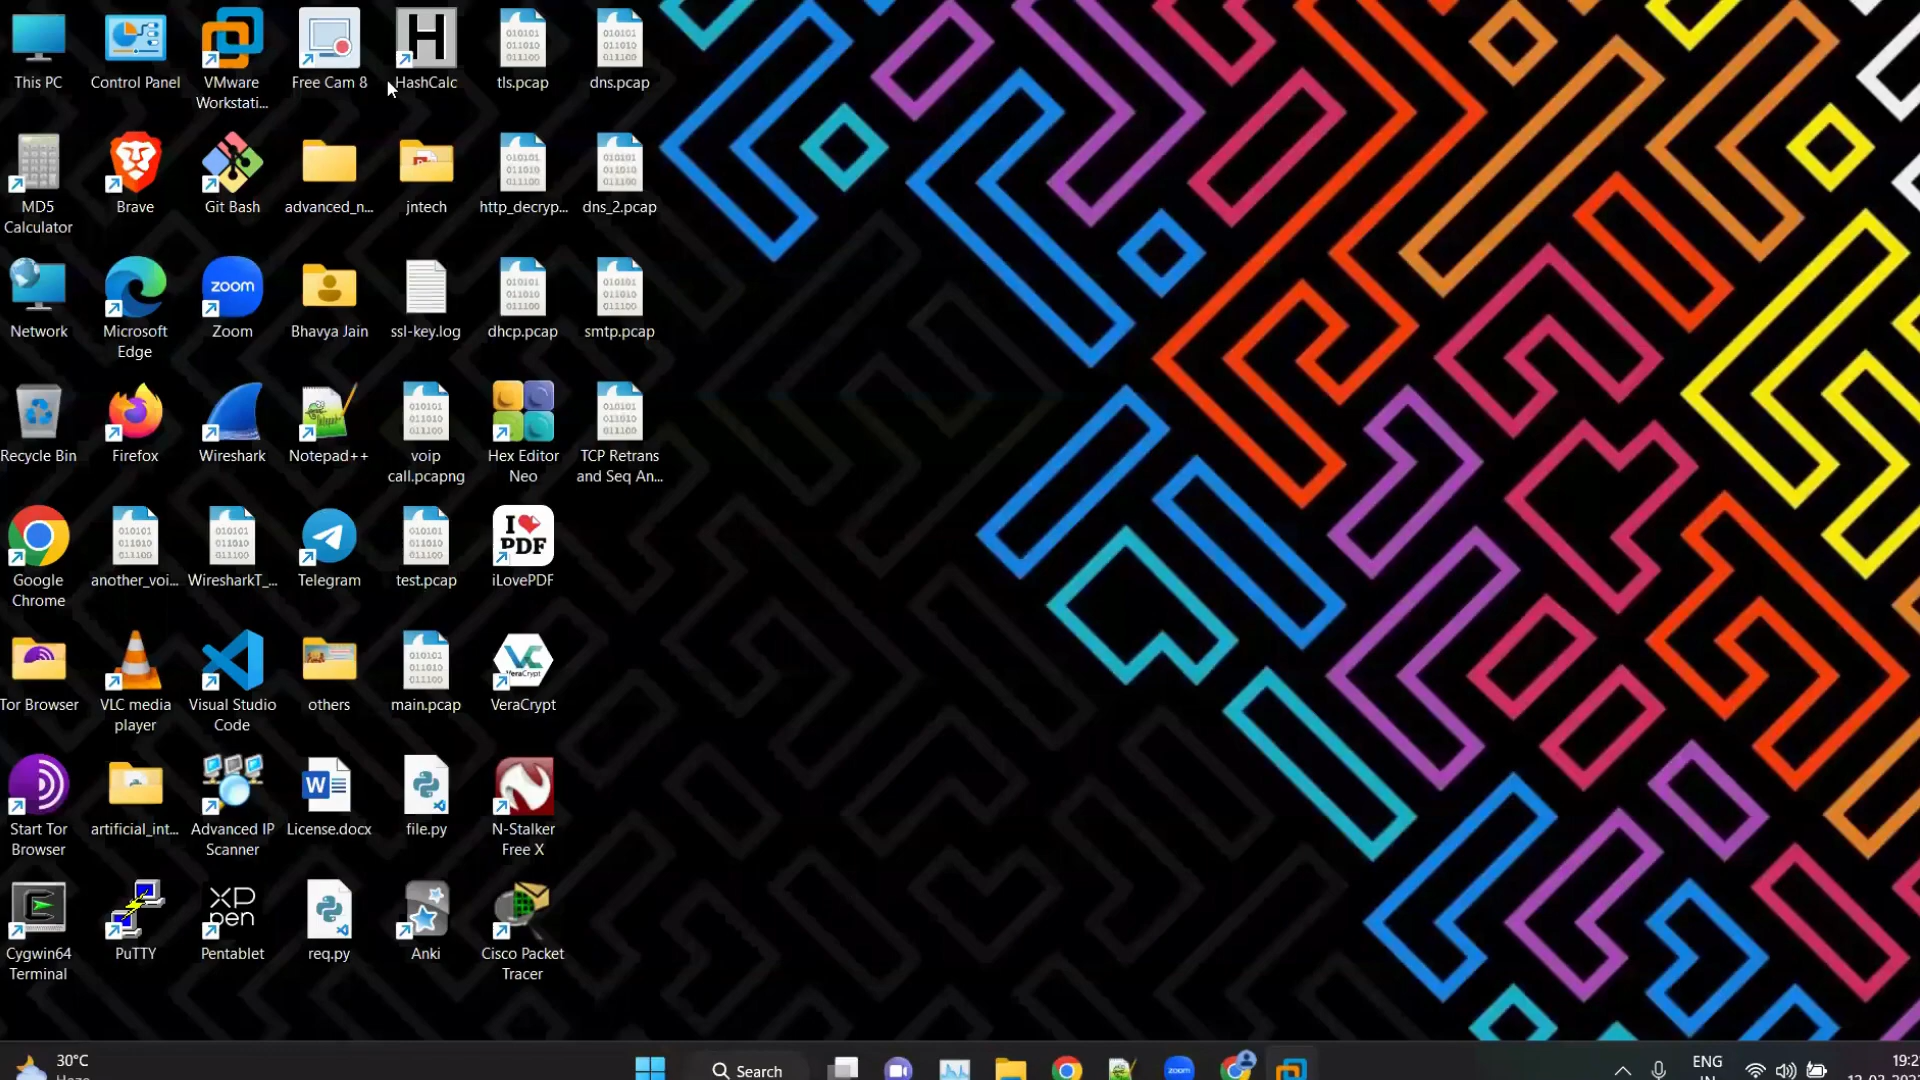 This PC
Control Panel
VMware
Workstati...
Free Cam 8
H
HashCalc
tls.pcap
dns.pcap
MD5
Calculator
Brave
Git Bash
advanced_n...
jntech
http_decryp...
dns_2.pcap
Network
Microsoft
Edge
zoom
Zoom
Bhavya Jain
ssl-key.log
dhcp.pcap
smtp.pcap
Recycle Bin
Firefox
Wireshark
Notepad++
voip
call.pcapng
Hex Editor
Neo
TCP Retrans
and Seq An...
Google
Chrome
another_voi...
WiresharkT_...
Telegram
test.pcap
I
PDF
iLovePDF
Tor Browser
VLC media
player
Visual Studio
Code
others
main.pcap
VeraCrypt
VeraCrypt
Start Tor
Browser
artificial_int...
Advanced IP
Scanner
W
License.docx
file.py
N-Stalker
Free X
Cygwin64
Terminal
PuTTY
XP
pen
Pentablet
req.py
Anki
Cisco Packet
Tracer
30°C
Search
zoom
ENG
19:2